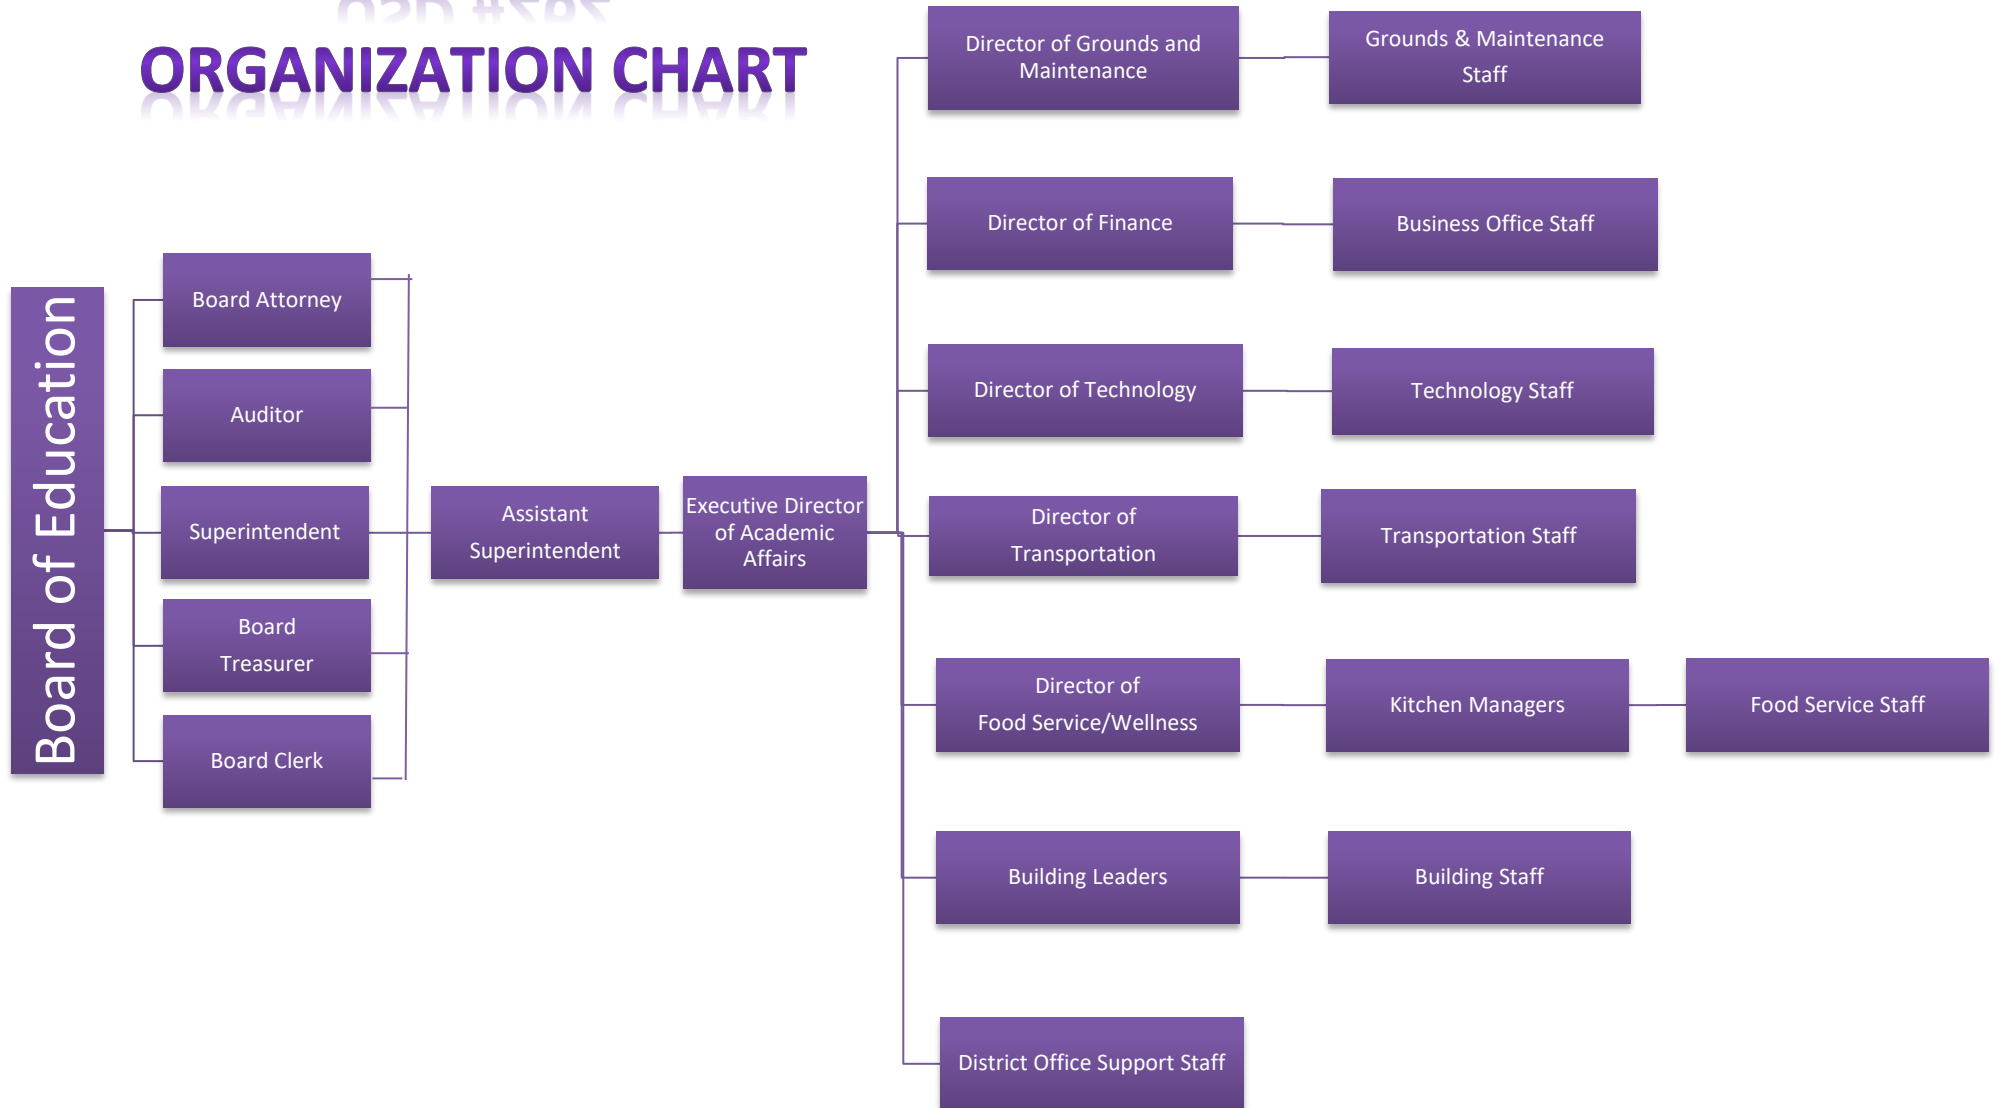 ORGANIZATION CHART
Board of Education
Board Attorney
Auditor
Superintendent
Board
Treasurer
Board Clerk
Assistant
Superintendent
Executive Director
of Academic
Affairs
Director of Grounds and
Maintenance
Grounds & Maintenance
Staff
Director of Finance
Business Office Staff
Director of Technology
Technology Staff
Director of
Transportation
Transportation Staff
Director of
Food Service/Wellness
Kitchen Managers
Food Service Staff
Building Leaders
Building Staff
District Office Support Staff